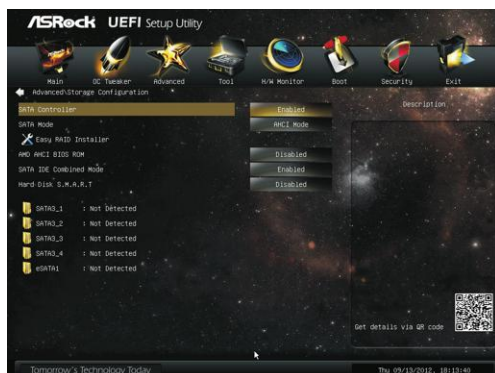 ASRock UEFI Setup Utility
Main OC Tweaker Advanced Tool H/W Monitor Boot Security Exit
Advanced\Storage Configuration
Description
SATA Controller Enabled
SATA Mode AHCI Mode
Easy RAID Installer
AMD AHCI BIOS ROM Disabled
SATA IDE Combined Mode Enabled
Hard Disk S.M.A.R.T Disabled
SATA3_1 : Not Detected
SATA3_2 : Not Detected
SATA3_3 : Not Detected
SATA3_4 : Not Detected
eSATA1 : Not Detected
Get details via QR code
Tomorrow's Technology Today
Thu 09/13/2012, 18:13:40